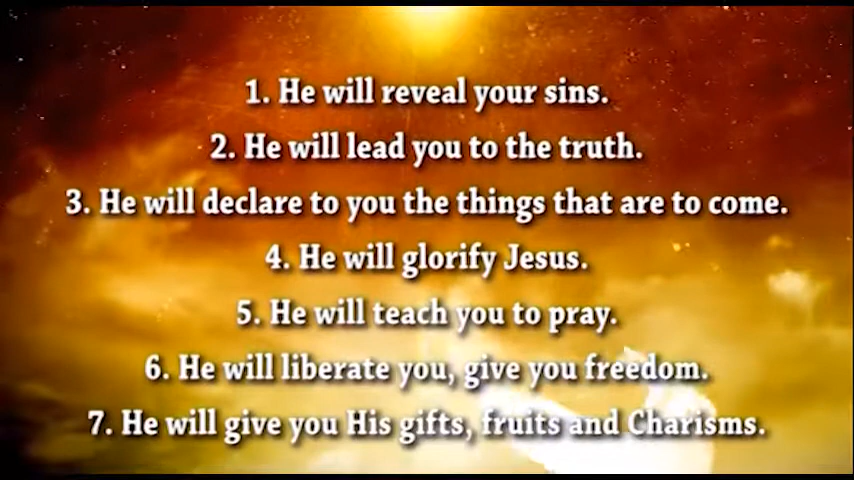 1. He will reveal your sins.
2. He will lead you to the truth.
3. He will declare to you the things that are to come.
4. He will glorify Jesus.
5. He will teach you to pray.
6. He will liberate you, give you freedom.
7. He will give you His gifts, fruits and Charisms.